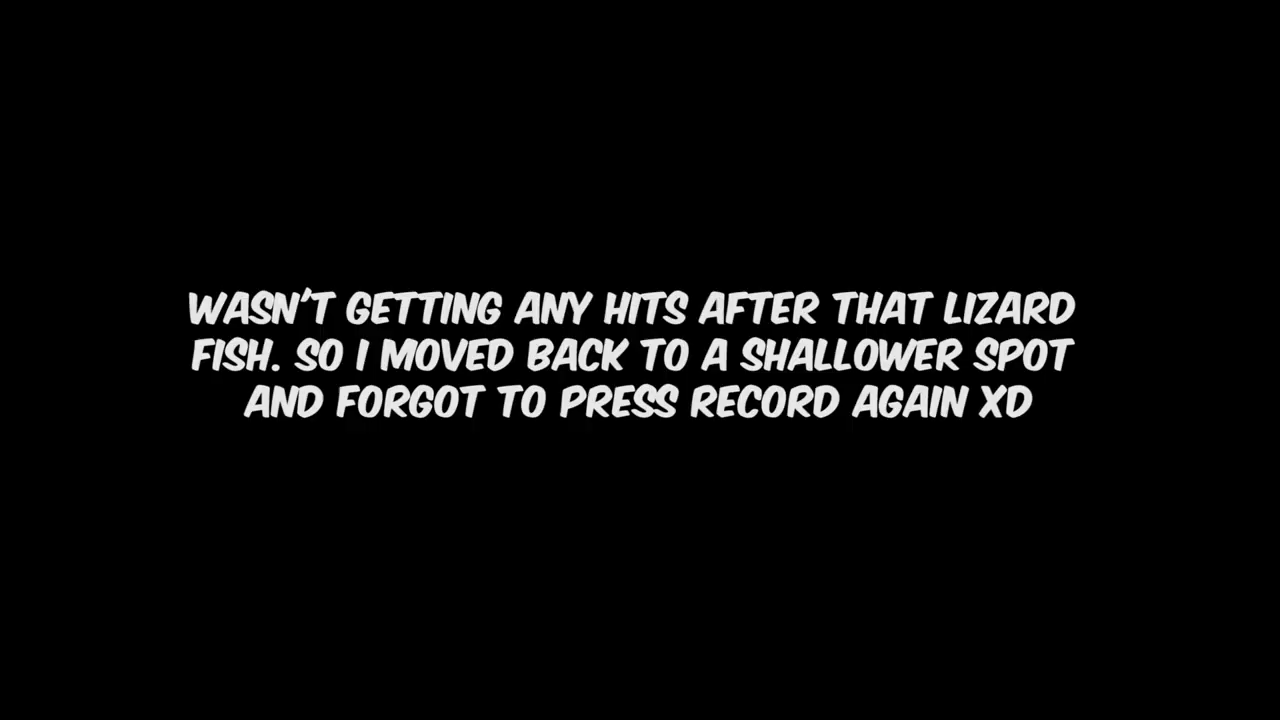 WASN'T GETTING ANY HITS AFTER THAT LIZARD
FISH. SO I MOVED BACK TO A SHALLOWER SPOT
AND FORGOT TO PRESS RECORD AGAIN XD